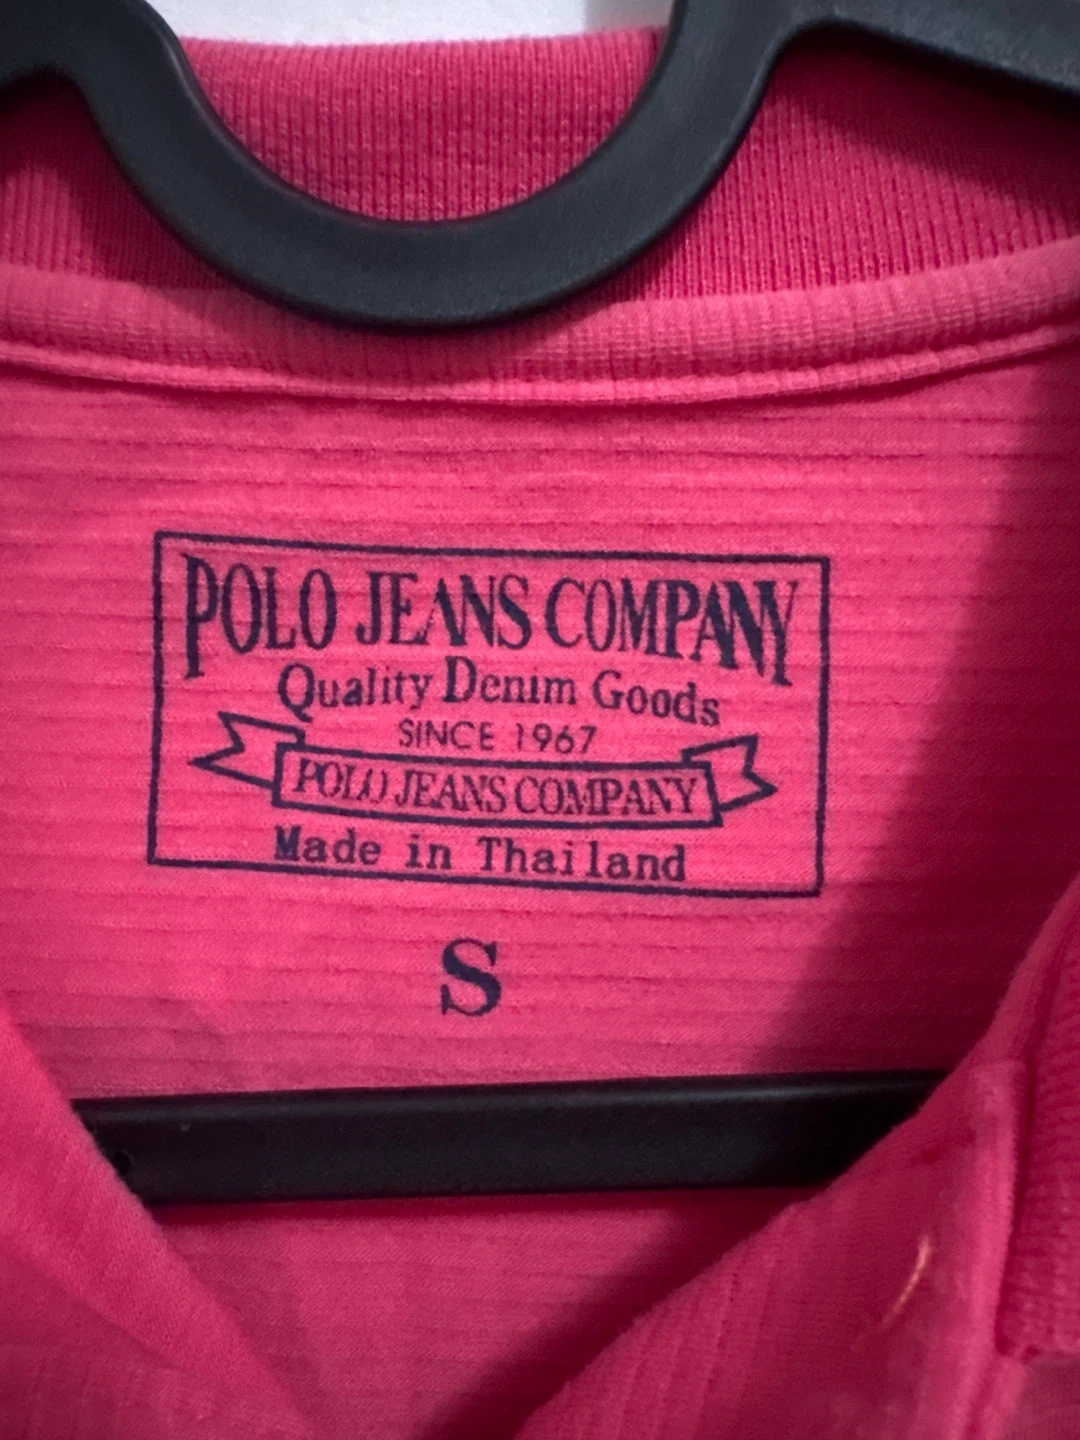 POLO JEANS COMPANY
Quality Denim Goods
SINCE 1967
POLO JEANS COMPANY
Made in Thailand
S